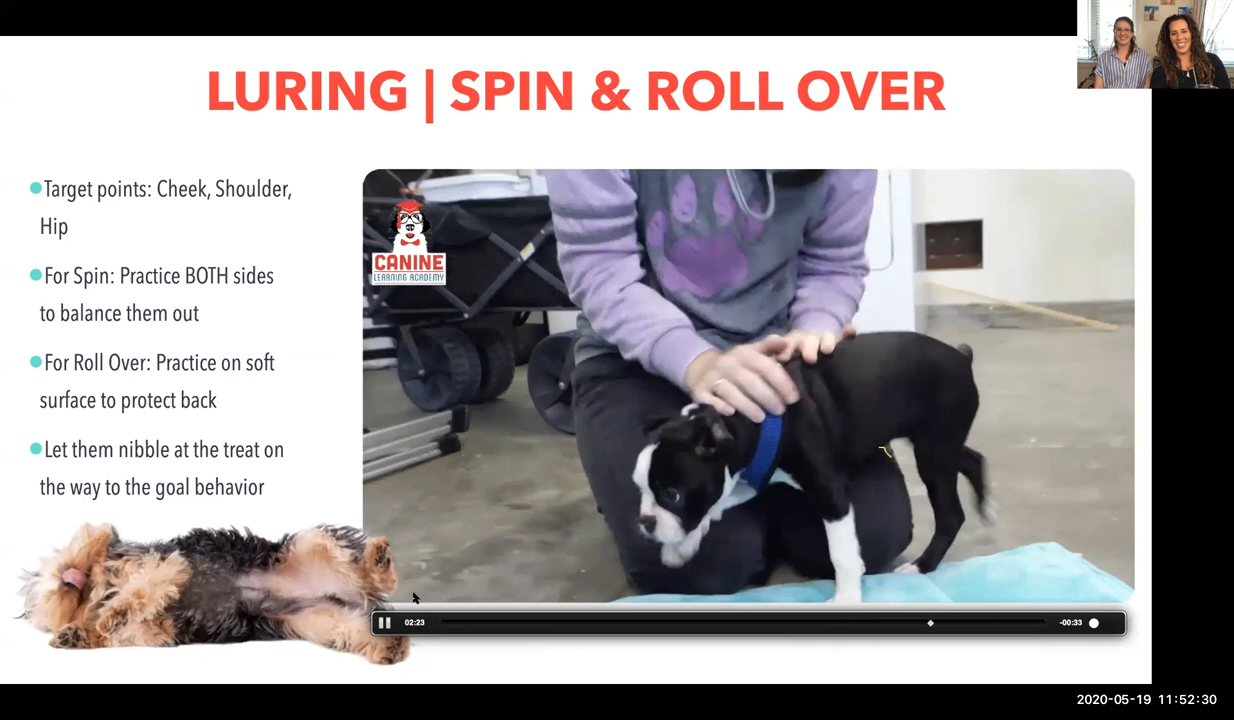 LURING | SPIN & ROLL OVER
Target points: Cheek, Shoulder,
Hip
For Spin: Practice BOTH sides
to balance them out
For Roll Over: Practice on soft
surface to protect back
Let them nibble at the treat on
the way to the goal behavior
CANINE
LEARNING ACADEMY
02:23
-00:33
2020-05-19 11:52:30